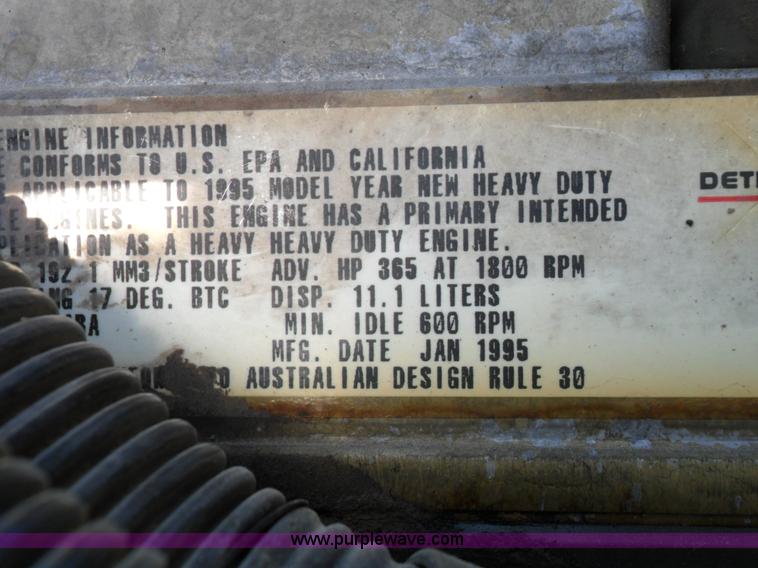 ENGINE INFORMATION
E CONFORMS TO U.S. EPA AND CALIFORNIA
APPLICABLE TO 1995 MODEL YEAR NEW HEAVY DUTY
LE ENGINES. THIS ENGINE HAS A PRIMARY INTENDED
PLICATION AS A HEAVY HEAVY DUTY ENGINE.
192 1 MM3/STROKE ADV. HP 365 AT 1800 RPM
NG 17 DEG. BTC DISP. 11.1 LITERS
MIN. IDLE 600 RPM
MFG. DATE JAN 1995
AUSTRALIAN DESIGN RULE 30
DET
www.purplewave.com